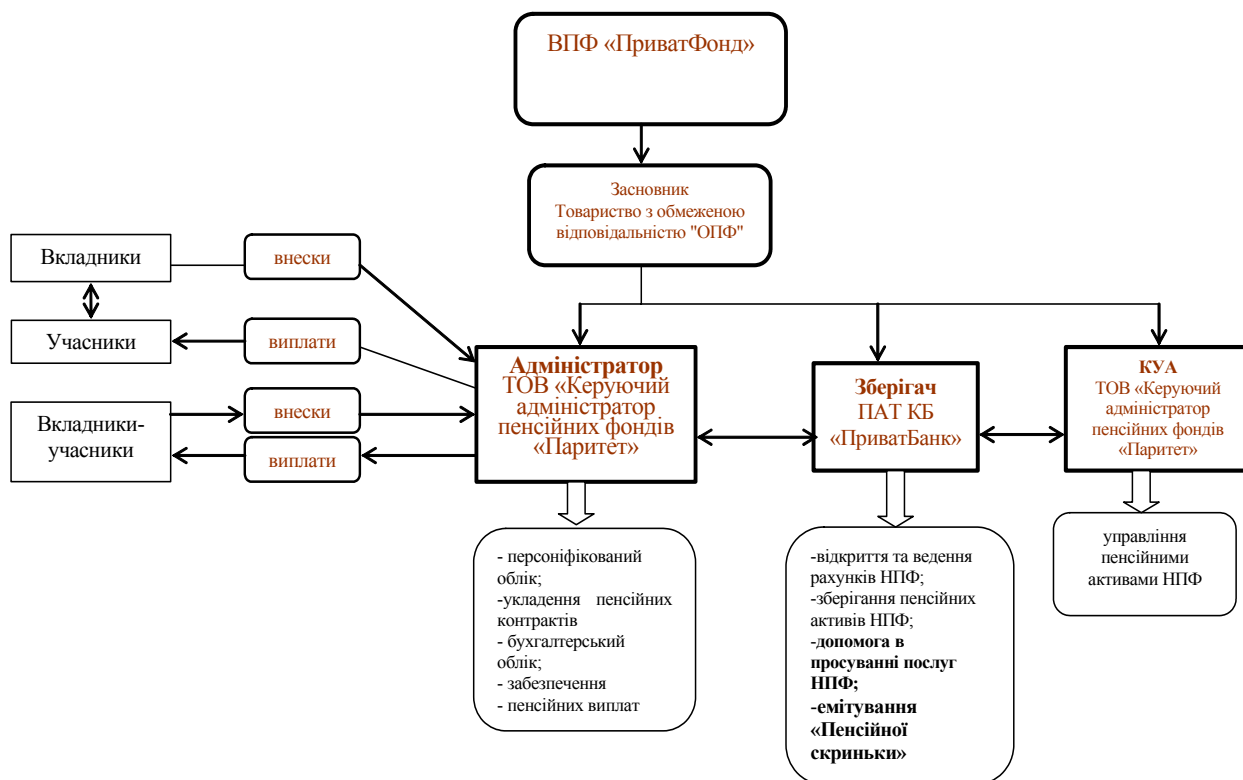 ВПФ «ПриватФонд»
Засновник
Товариство з обмеженою
відповідальністю "ОПФ"
Вкладники
внески
Учасники
виплати
Вкладники-
учасники
внески
виплати
Адміністратор
ТОВ «Керуючий
адміністратор
пенсійних фондів
«Паритет»
Зберігач
ПАТ КБ
«ПриватБанк»
КУА
ТОВ «Керуючий
адміністратор
пенсійних фондів
«Паритет»
- персоніфікований
облік;
-укладення пенсійних
контрактів
- бухгалтерський
облік;
- забезпечення
- пенсійних виплат
-відкриття та ведення
рахунків НПФ;
-зберігання пенсійних
активів НПФ;
-допомога в
просуванні послуг
НПФ;
-емітування
«Пенсійної
скриньки»
управління
пенсійними
активами НПФ